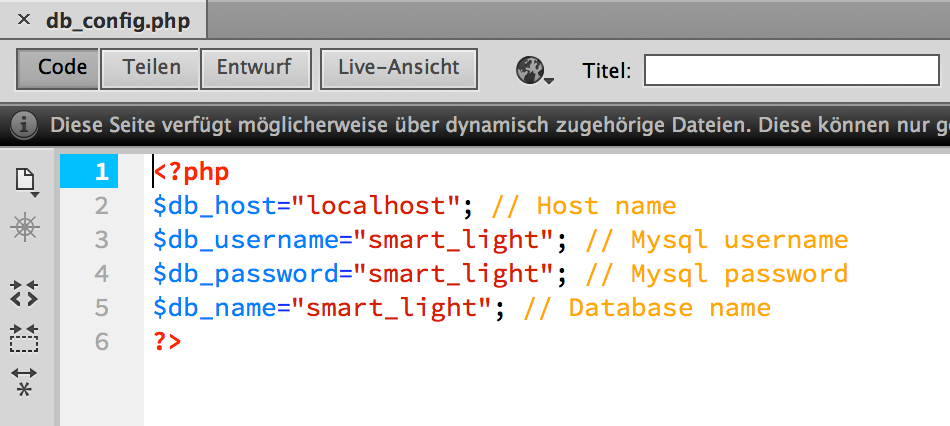 × db_config.php
Code Teilen Entwurf Live-Ansicht Titel:
Diese Seite verfügt möglicherweise über dynamisch zugehörige Dateien. Diese können nur
1 <?php
2 $db_host="localhost"; // Host name
3 $db_username="smart_light"; // Mysql username
4 $db_password="smart_light"; // Mysql password
5 $db_name="smart_light"; // Database name
6 ?>